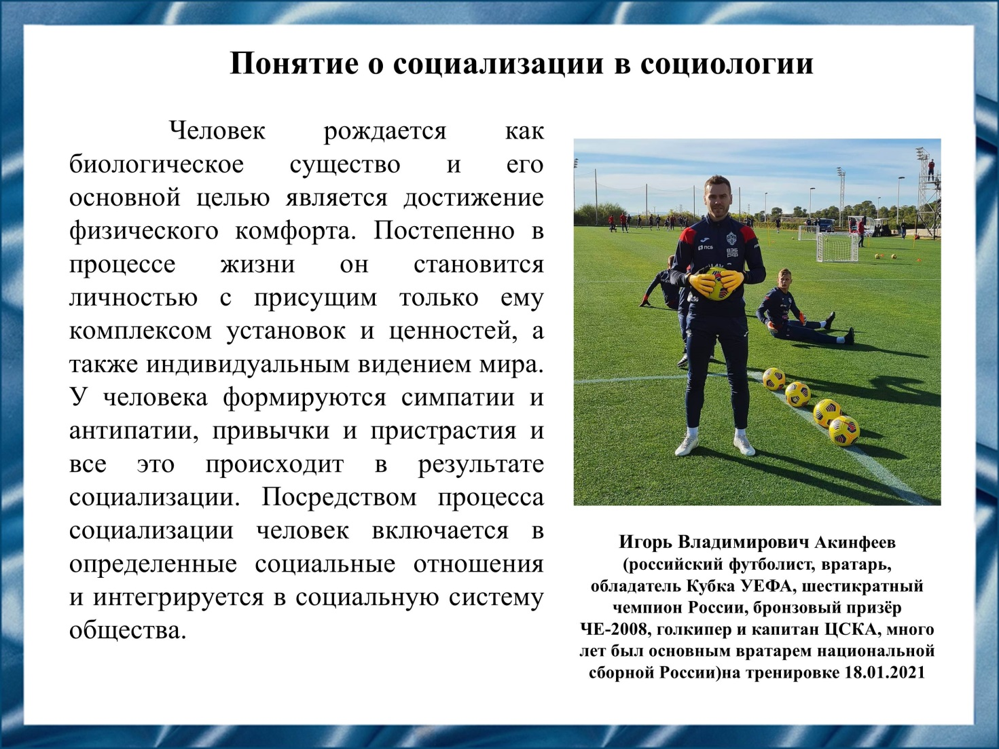 Понятие о социализации в социологии
Человек рождается как
биологическое существо и его
основной целью является достижение
физического комфорта. Постепенно в
процессе жизни он становится
личностью с присущим только ему
комплексом установок и ценностей, а
также индивидуальным видением мира.
У человека формируются симпатии и
антипатии, привычки и пристрастия и
все это происходит в результате
социализации. Посредством процесса
социализации человек включается в
определенные социальные отношения
и интегрируется в социальную систему
общества.
ПСБ
ВЭБ
РФ
Игорь Владимирович Акинфеев
(российский футболист, вратарь,
обладатель Кубка УЕФА, шестикратный
чемпион России, бронзовый призёр
ЧЕ-2008, голкипер и капитан ЦСКА, много
лет был основным вратарем национальной
сборной России)на тренировке 18.01.2021